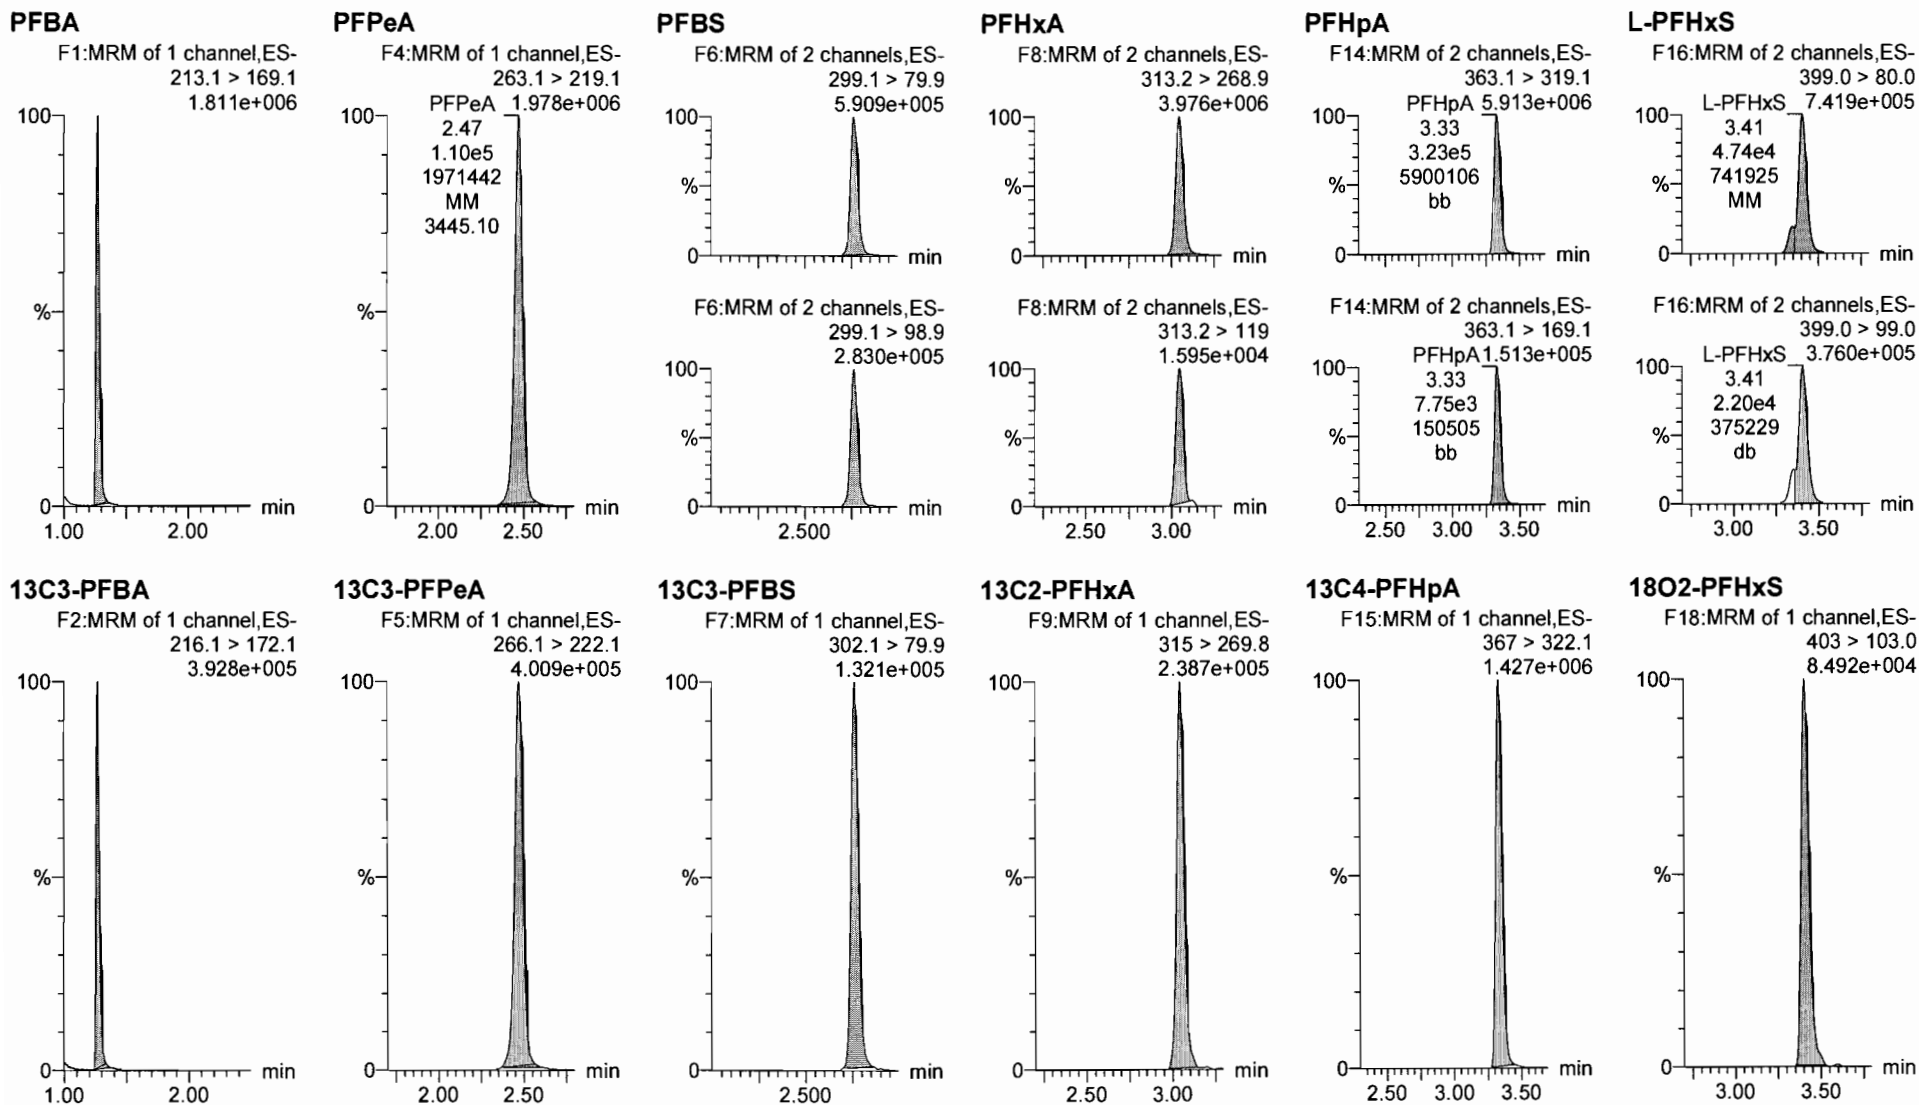 PFBA
F1:MRM of 1 channel,ES-
213.1 > 169.1
1.811e+006
100
%
0
min
1.00 2.00
PFPeA
F4:MRM of 1 channel,ES-
263.1 > 219.1
PFPeA 1.978e+006
2.47
1.10e5
1971442
MM
3445.10
100
%
0
min
2.00 2.50
PFBS
F6:MRM of 2 channels,ES-
299.1 > 79.9
5.909e+005
100
%
0
min
F6:MRM of 2 channels,ES-
299.1 > 98.9
2.830e+005
100
%
0
min
2.500
PFHxA
F8:MRM of 2 channels,ES-
313.2 > 268.9
3.976e+006
100
%
0
min
F8:MRM of 2 channels,ES-
313.2 > 119
1.595e+004
100
%
0
min
2.50 3.00
PFHpA
F14:MRM of 2 channels,ES-
363.1 > 319.1
PFHpA 5.913e+006
3.33
3.23e5
5900106
bb
100
%
0
min
F14:MRM of 2 channels,ES-
363.1 > 169.1
PFHpA 1.513e+005
3.33
7.75e3
150505
bb
100
%
0
min
2.50 3.00 3.50
L-PFHxS
F16:MRM of 2 channels,ES-
399.0 > 80.0
L-PFHxS 7.419e+005
3.41
4.74e4
741925
MM
100
%
0
min
F16:MRM of 2 channels,ES-
399.0 > 99.0
L-PFHxS 3.760e+005
3.41
2.20e4
375229
db
100
%
0
min
3.00 3.50
13C3-PFBA
F2:MRM of 1 channel,ES-
216.1 > 172.1
3.928e+005
100
%
0
min
1.00 2.00
13C3-PFPeA
F5:MRM of 1 channel,ES-
266.1 > 222.1
4.009e+005
100
%
0
min
2.00 2.50
13C3-PFBS
F7:MRM of 1 channel,ES-
302.1 > 79.9
1.321e+005
100
%
0
min
2.500
13C2-PFHxA
F9:MRM of 1 channel,ES-
315 > 269.8
2.387e+005
100
%
0
min
2.50 3.00
13C4-PFHpA
F15:MRM of 1 channel,ES-
367 > 322.1
1.427e+006
100
%
0
min
2.50 3.00 3.50
18O2-PFHxS
F18:MRM of 1 channel,ES-
403 > 103.0
8.492e+004
100
%
0
min
3.00 3.50